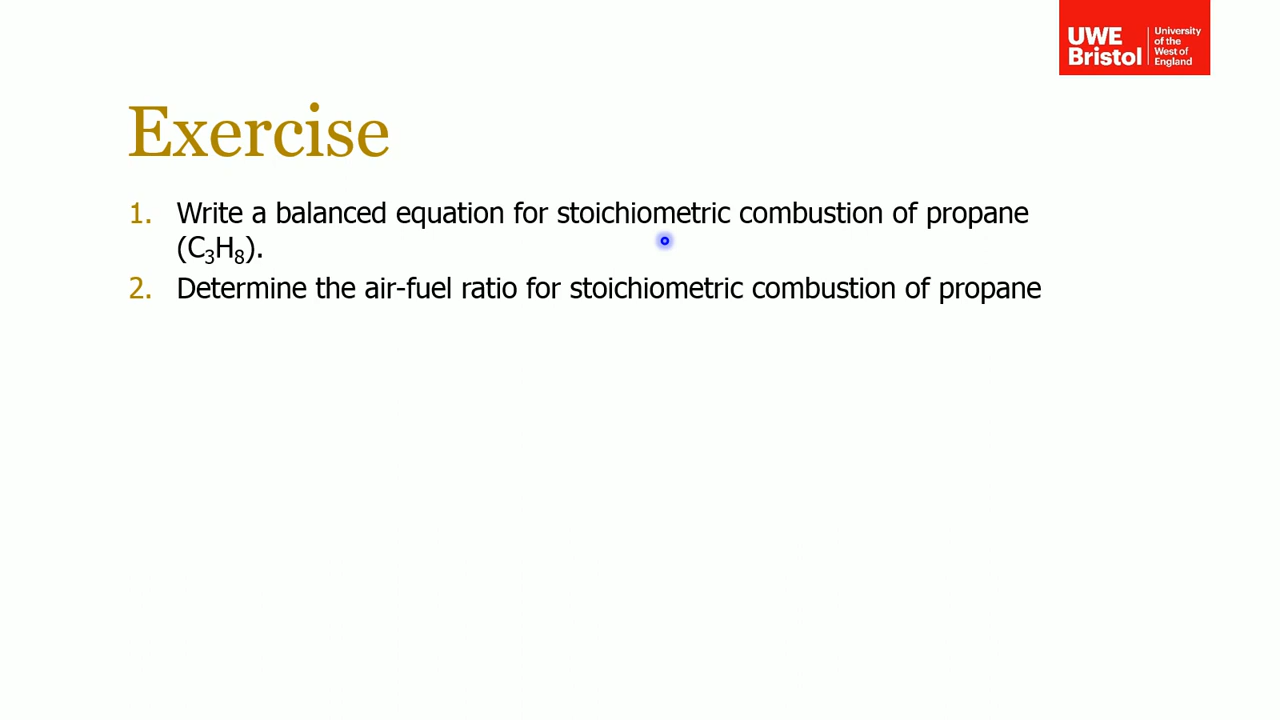 UWE Bristol
University of the West of England
Exercise
1. Write a balanced equation for stoichiometric combustion of propane
(C₃H₈).
2. Determine the air-fuel ratio for stoichiometric combustion of propane